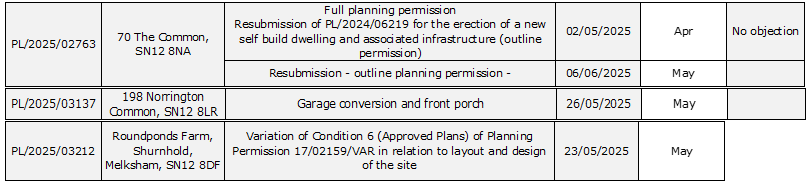 Full planning permission
Resubmission of PL/2024/06219 for the erection of a new
self build dwelling and associated infrastructure (outline
permission)
PL/2025/02763
70 The Common,
SN12 8NA
02/05/2025
Apr
No objection
Resubmission - outline planning permission -
06/06/2025
May
PL/2025/03137
198 Norrington
Common, SN12 8LR
Garage conversion and front porch
26/05/2025
May
PL/2025/03212
Roundponds Farm,
Shurnhold,
Melksham, SN12 8DF
Variation of Condition 6 (Approved Plans) of Planning
Permission 17/02159/VAR in relation to layout and design
of the site
23/05/2025
May